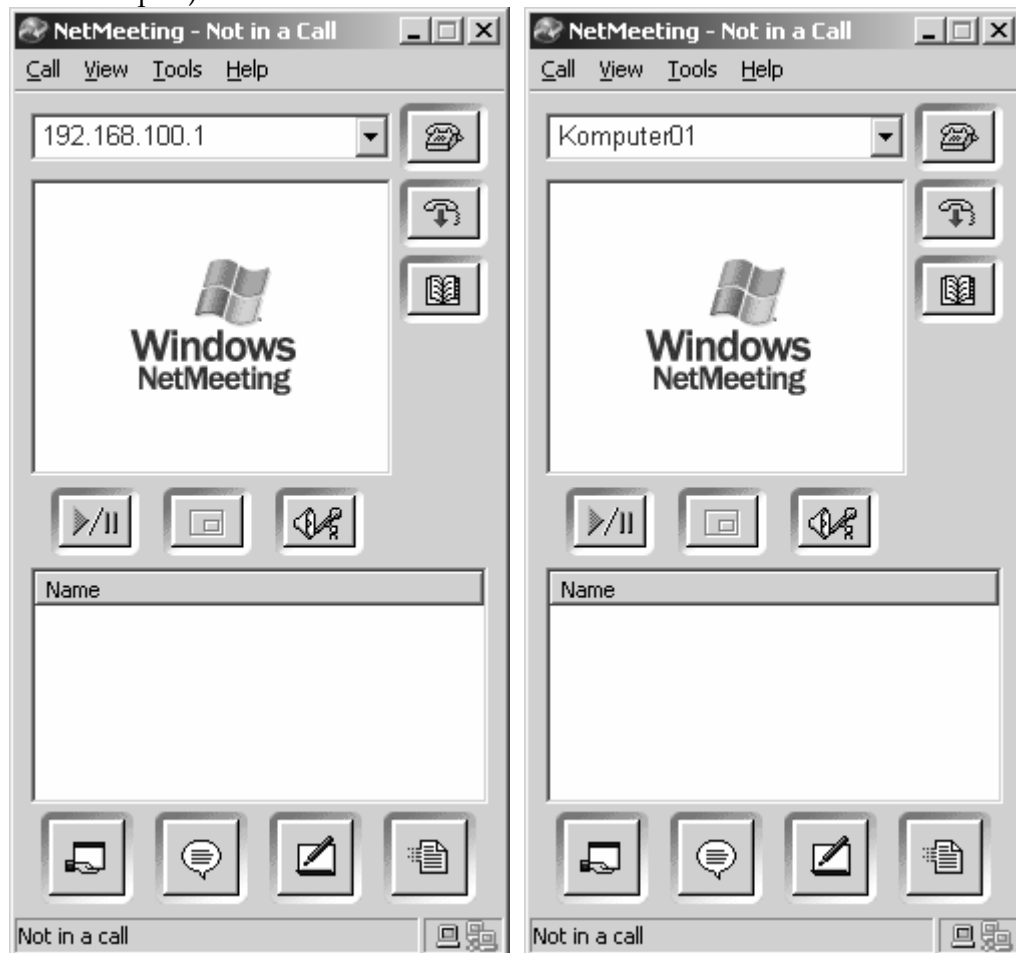 NetMeeting - Not in a Call
Call View Tools Help
192.168.100.1
Windows
NetMeeting
Name
Not in a call
NetMeeting - Not in a Call
Call View Tools Help
Komputer01
Windows
NetMeeting
Name
Not in a call